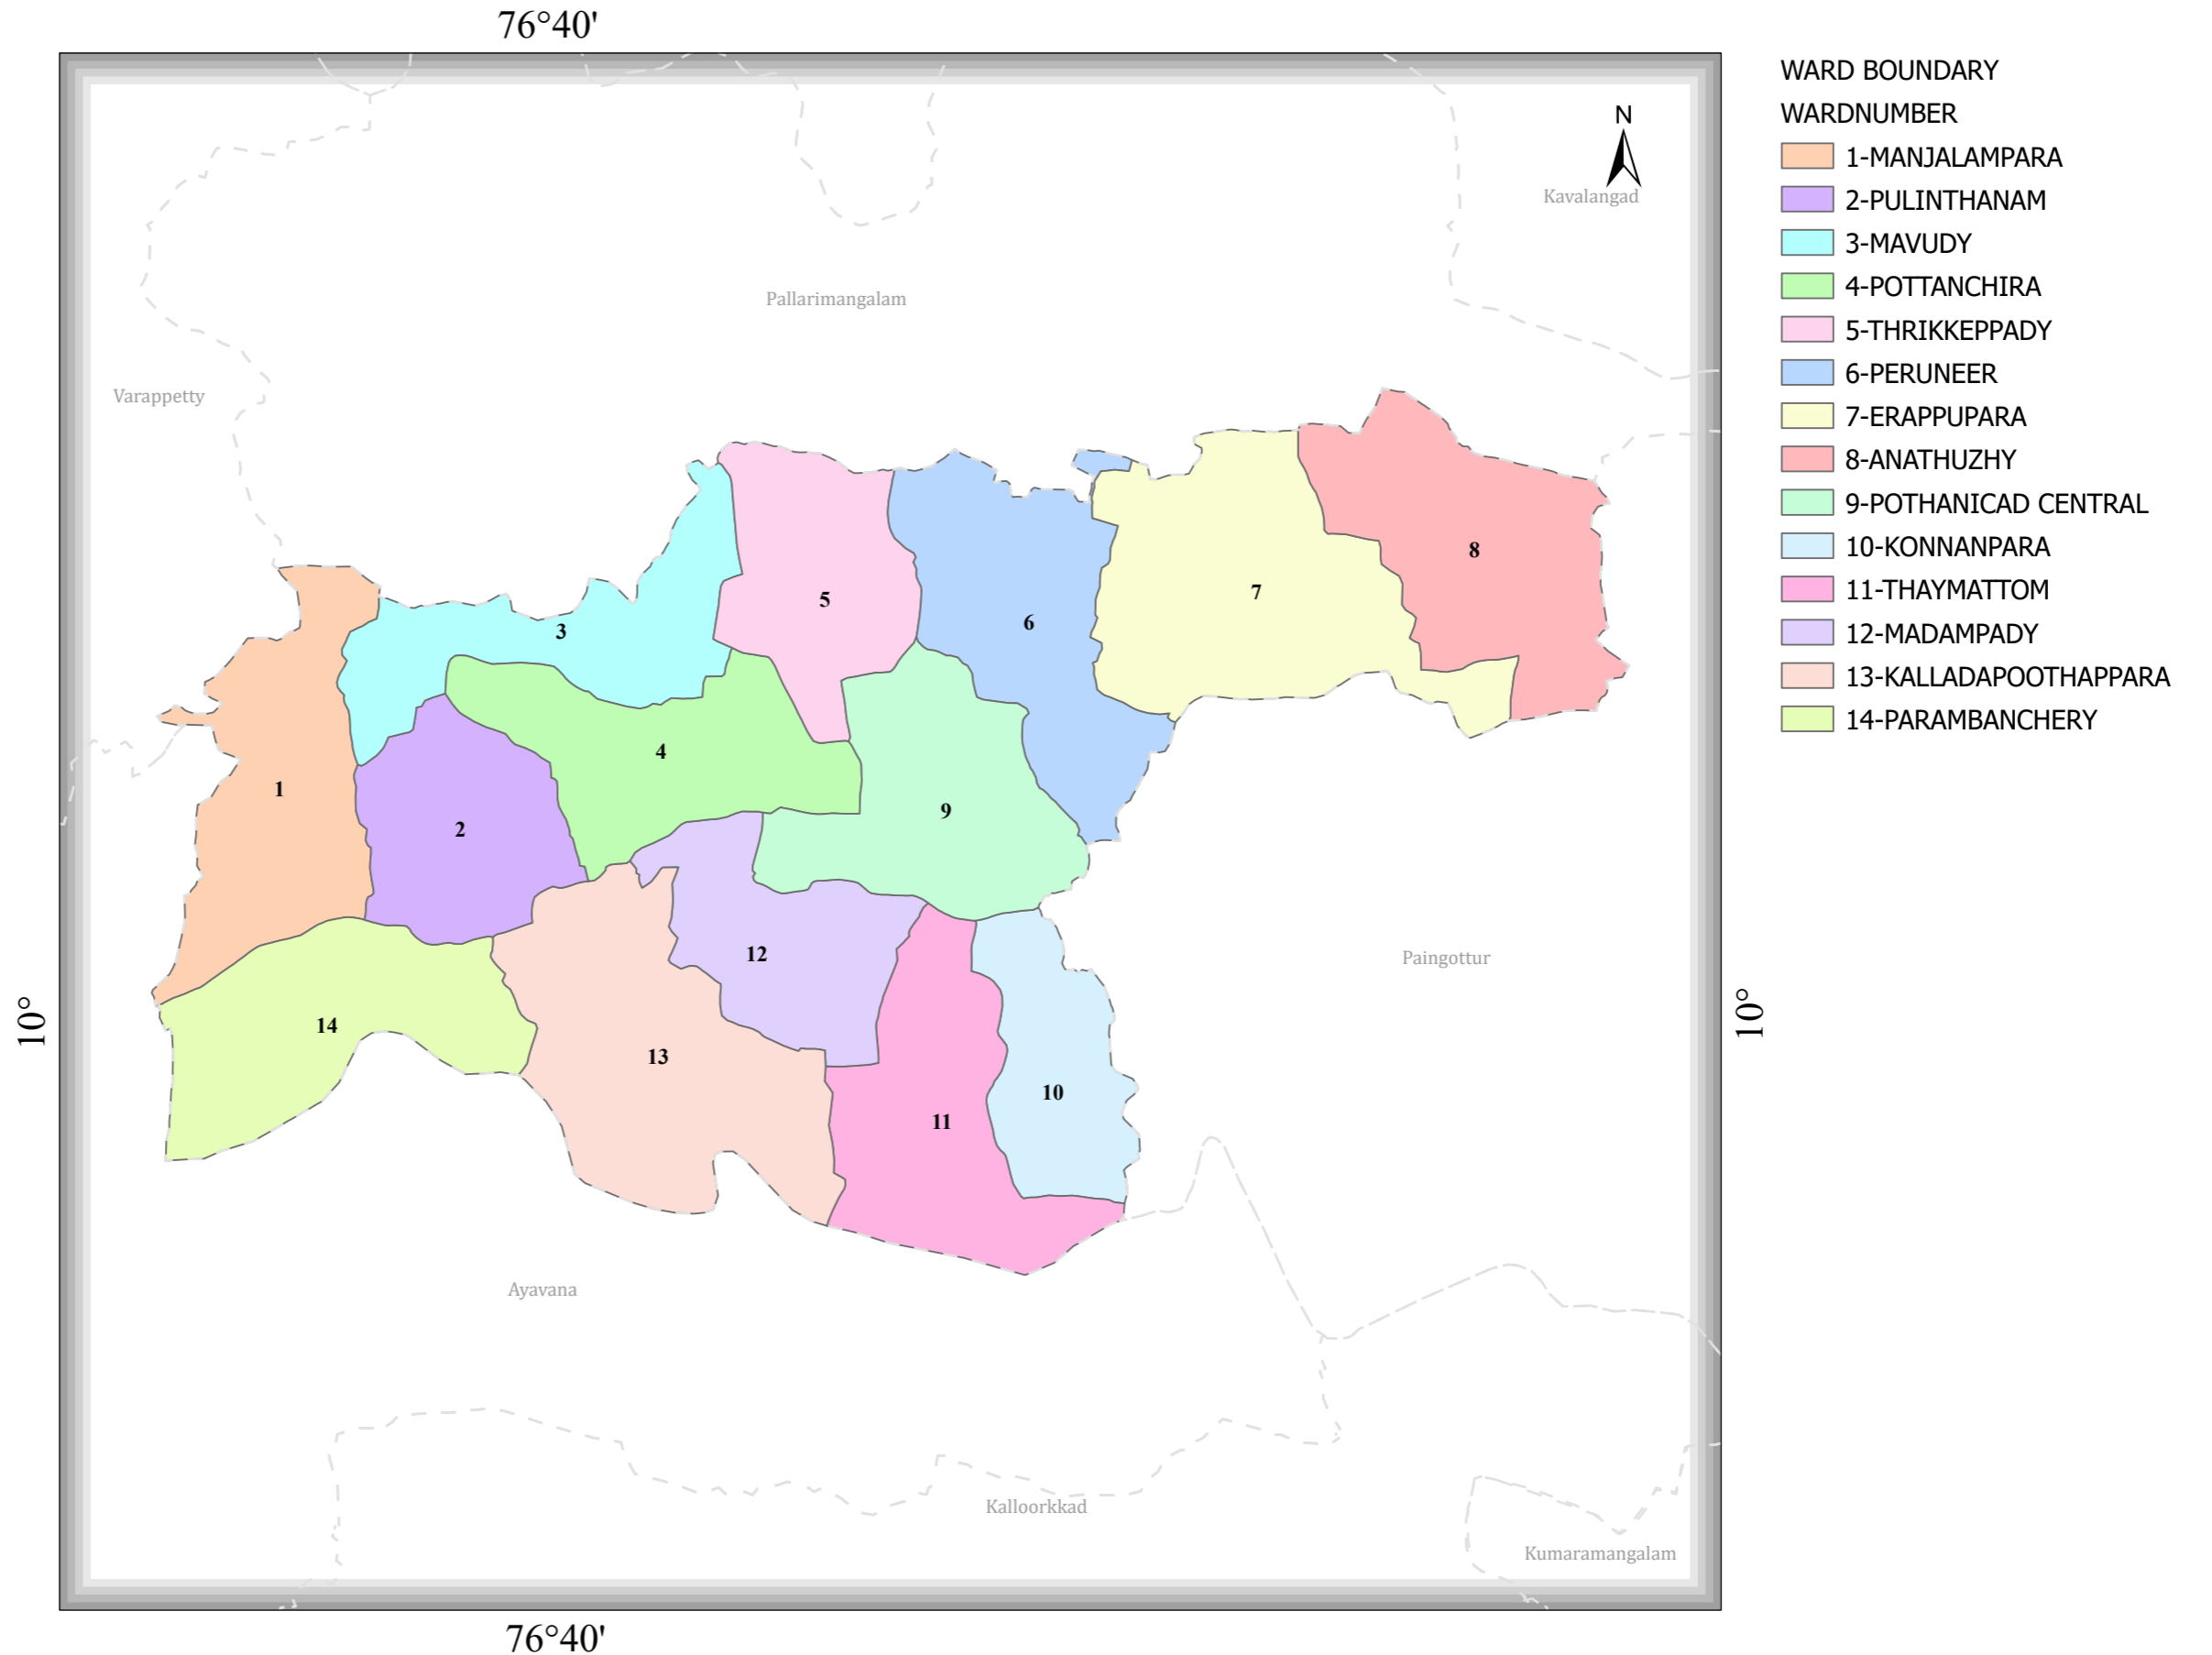 76°40'
WARD BOUNDARY
WARDNUMBER
1-MANJALAMPARA
2-PULINTHANAM
3-MAVUDY
4-POTTANCHIRA
5-THRIKKEPPADY
6-PERUNEER
7-ERAPPUPARA
8-ANATHUZHY
9-POTHANICAD CENTRAL
10-KONNANPARA
11-THAYMATTOM
12-MADAMPADY
13-KALLADAPOOTHAPPARA
14-PARAMBANCHERY
N
Kavalangad
Pallarimangalam
Varappetty
8
7
5
6
3
4
1
9
2
12
Paingottur
10°
10°
14
13
10
11
Ayavana
Kalloorkkad
Kumaramangalam
76°40'